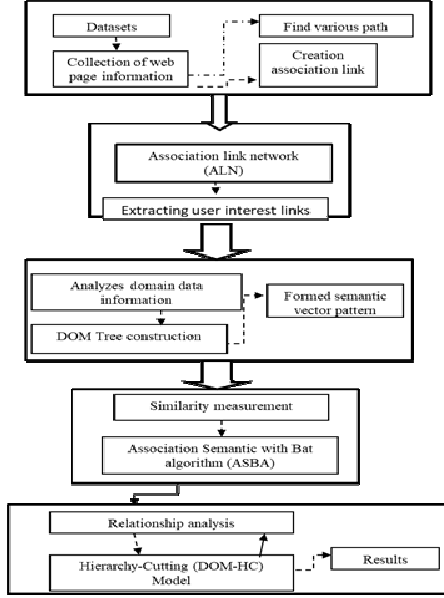 Datasets
Find various path
Collection of web
page information
Creation
association link
Association link network
(ALN)
Extracting user interest links
Analyzes domain data
information
Formed semantic
vector pattern
DOM Tree construction
Similarity measurement
Association Semantic with Bat
algorithm (ASBA)
Relationship analysis
Hierarchy-Cutting (DOM-HC)
Model
Results